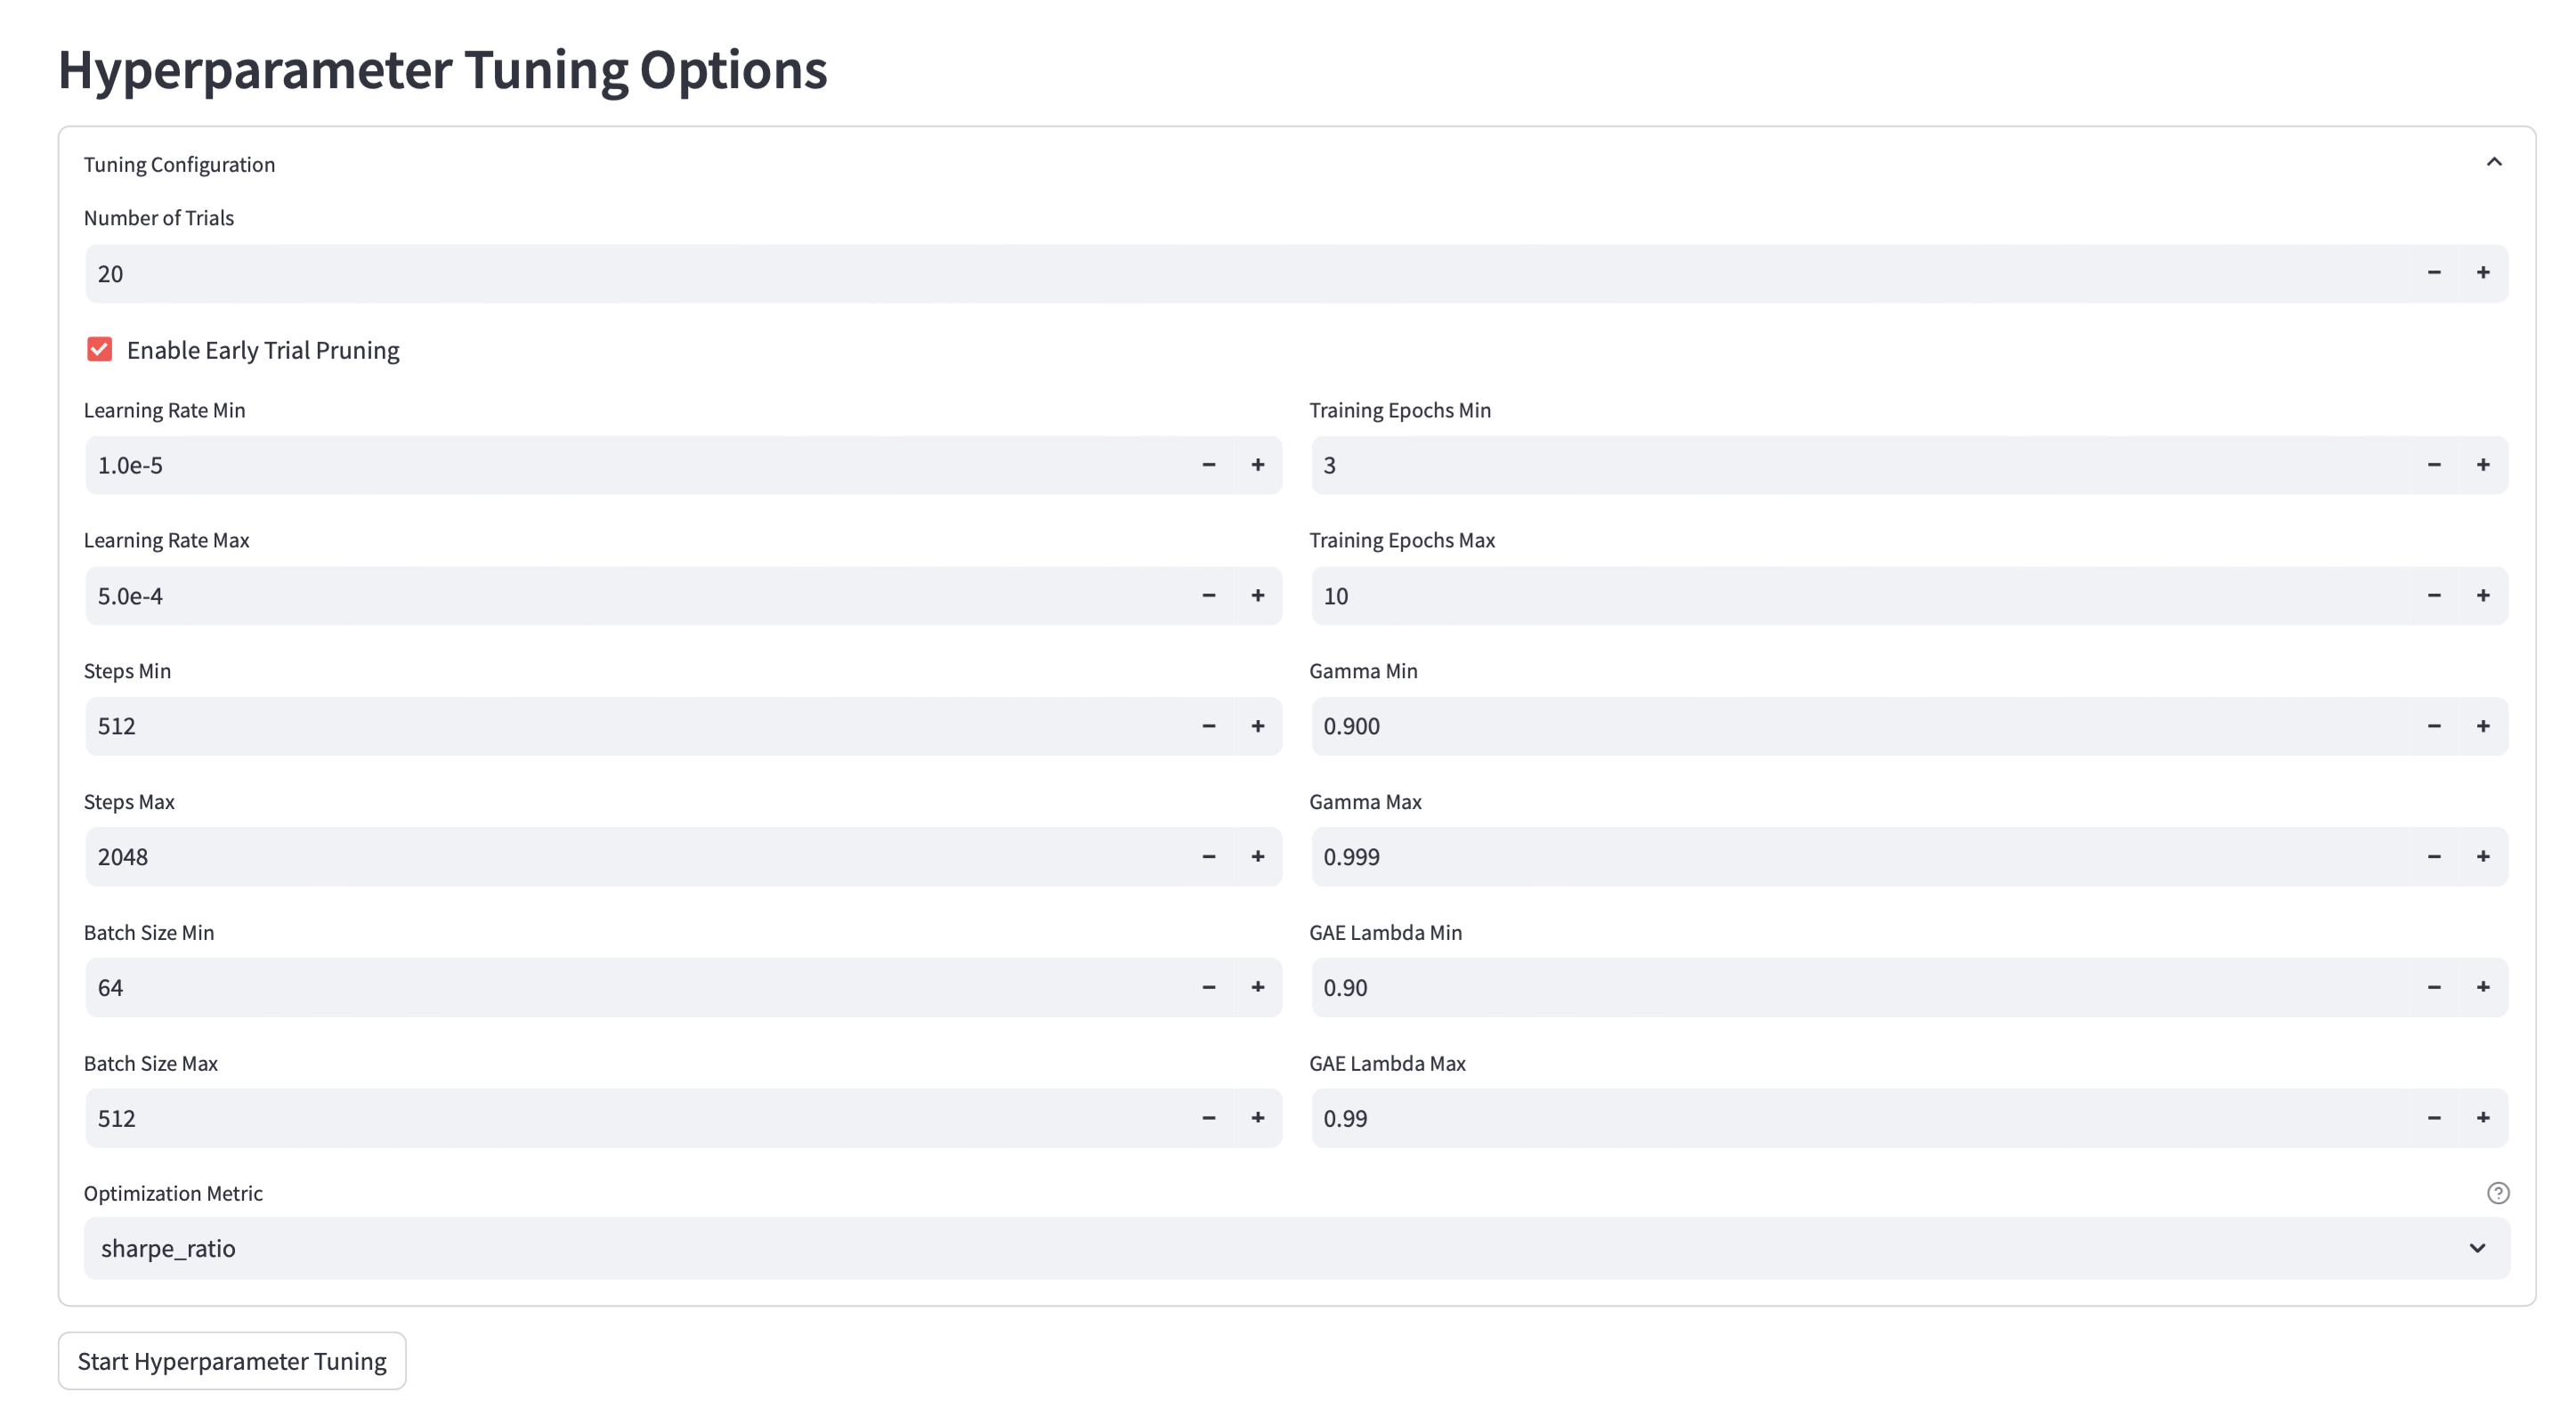 Hyperparameter Tuning Options
Tuning Configuration
Number of Trials
20
Enable Early Trial Pruning
Learning Rate Min
1.0e-5
Learning Rate Max
5.0e-4
Steps Min
512
Steps Max
2048
Batch Size Min
64
Batch Size Max
512
Training Epochs Min
3
Training Epochs Max
10
Gamma Min
0.900
Gamma Max
0.999
GAE Lambda Min
0.90
GAE Lambda Max
0.99
Optimization Metric
sharpe_ratio
Start Hyperparameter Tuning